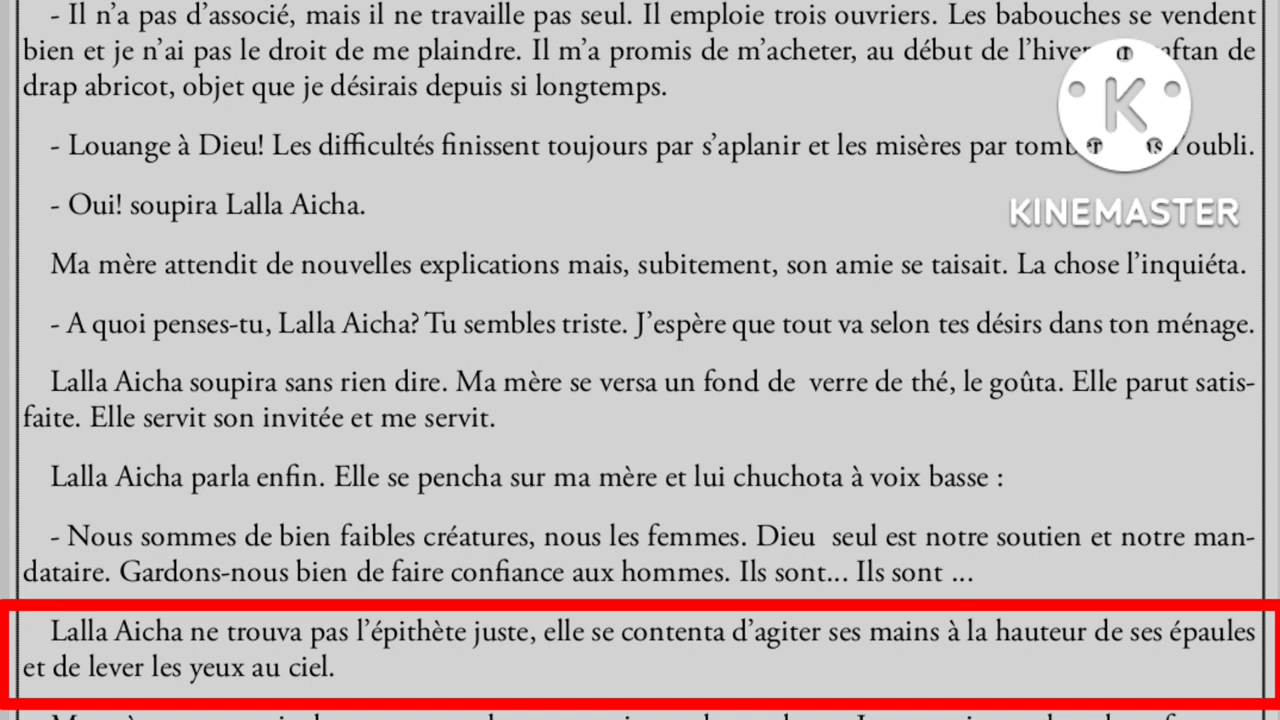 - Il n’a pas d’associé, mais il ne travaille pas seul. Il emploie trois ouvriers. Les babouches se vendent
bien et je n’ai pas le droit de me plaindre. Il m’a promis de m’acheter, au début de de
drap abricot, objet que je désirais depuis si longtemps.
- Louange à Dieu! Les difficultés finissent toujours par s’aplanir et les misères par l’oubli.
K
KINEMASTER
- Oui! soupira Lalla Aicha.
Ma mère attendit de nouvelles explications mais, subitement, son amie se taisait. La chose l’inquiéta.
- A quoi penses-tu, Lalla Aicha? Tu sembles triste. J’espère que tout va selon tes désirs dans ton ménage.
Lalla Aicha soupira sans rien dire. Ma mère se versa un fond de verre de thé, le goûta. Elle parut satis-
faite. Elle servit son invitée et me servit.
Lalla Aicha parla enfin. Elle se pencha sur ma mère et lui chuchota à voix basse :
- Nous sommes de bien faibles créatures, nous les femmes. Dieu seul est notre soutien et notre man-
dataire. Gardons-nous bien de faire confiance aux hommes. Ils sont... Ils sont ...
Lalla Aicha ne trouva pas l’épithète juste, elle se contenta d’agiter ses mains à la hauteur de ses épaules
et de lever les yeux au ciel.